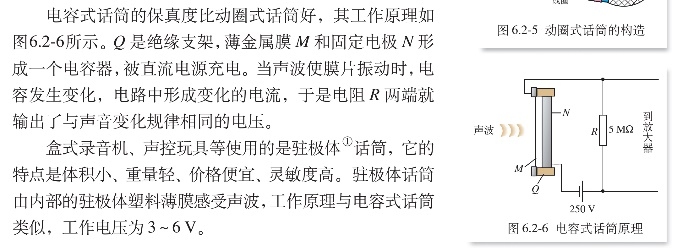 电容式话筒的保真度比动圈式话筒好，其工作原理如
图6.2-6所示。Q 是绝缘支架，薄金属膜 M 和固定电极 N 形
成一个电容器，被直流电源充电。当声波使膜片振动时，电
容发生变化，电路中形成变化的电流，于是电阻 R 两端就
输出了与声音变化规律相同的电压。
盒式录音机、声控玩具等使用的是驻极体①话筒，它的
特点是体积小、重量轻、价格便宜、灵敏度高。驻极体话筒
由内部的驻极体塑料薄膜感受声波，工作原理与电容式话筒
类似，工作电压为 3~6 V。
图 6.2-5 动圈式话筒的构造
声波
N
M
Q
R
5 MΩ
到放大器
250 V
图 6.2-6 电容式话筒原理